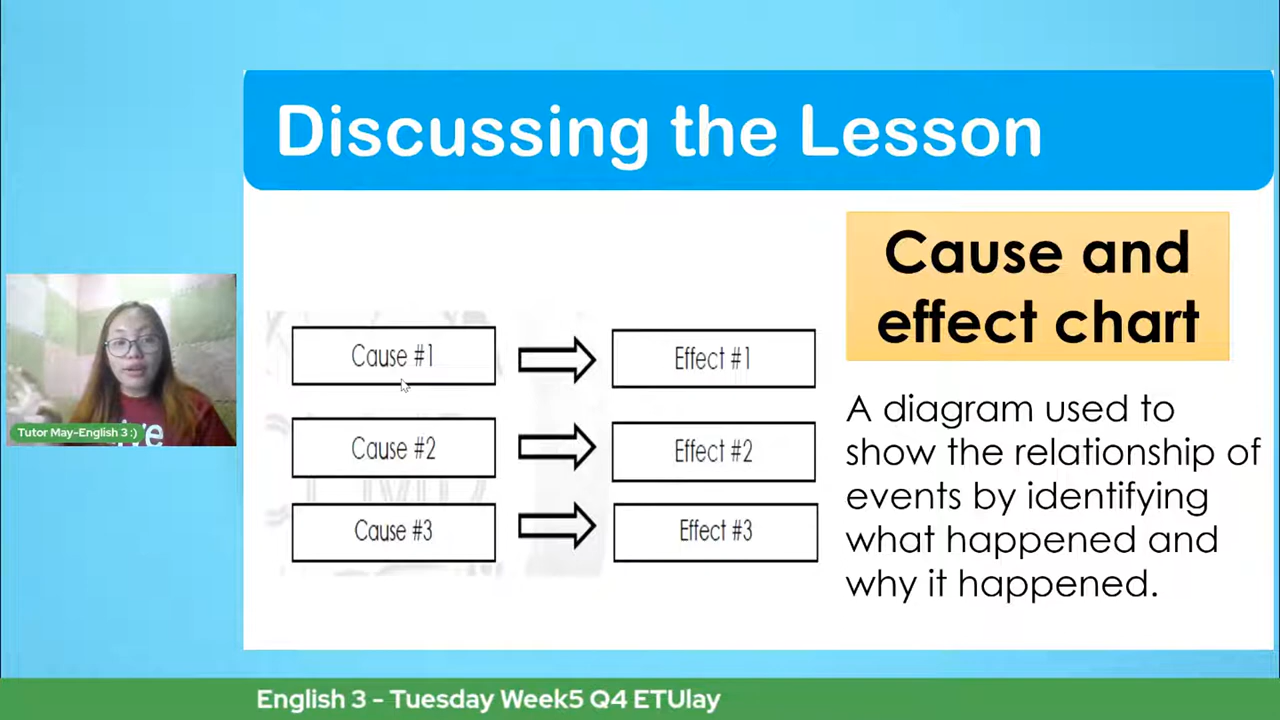 Discussing the Lesson
Cause and
effect chart
Cause #1
Effect #1
Cause #2
Effect #2
Cause #3
Effect #3
A diagram used to
show the relationship of
events by identifying
what happened and
why it happened.
Tutor May-English 3 :)
English 3 - Tuesday Week5 Q4 ETUlay